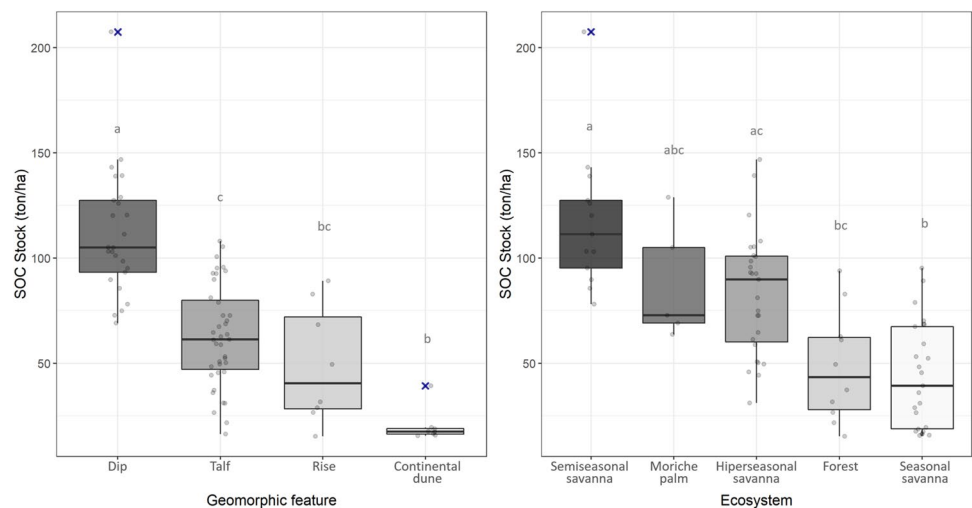 SOC Stock (ton/ha)
200
150
100
50
a
c
bc
b
Dip
Talf
Rise
Continental
dune
Geomorphic feature
SOC Stock (ton/ha)
200
150
100
50
a
abc
ac
bc
b
Semiseasonal
savanna
Moriche
palm
Hiperseasonal
savanna
Forest
Seasonal
savanna
Ecosystem